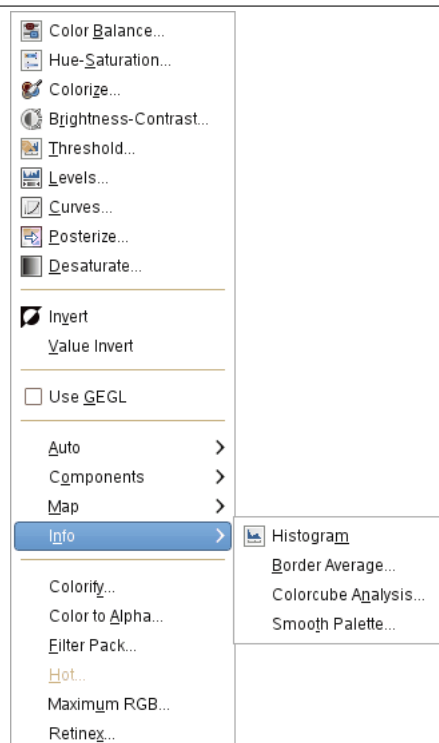 Color Balance...
Hue-Saturation...
Colorize...
Brightness-Contrast...
Threshold...
Levels...
Curves...
Posterize...
Desaturate...
Invert
Value Invert
Use GEGL
Auto
Components
Map
Info
Histogram
Border Average...
Colorcube Analysis...
Smooth Palette...
Colorify...
Color to Alpha...
Filter Pack...
Hot...
Maximum RGB...
Retinex...